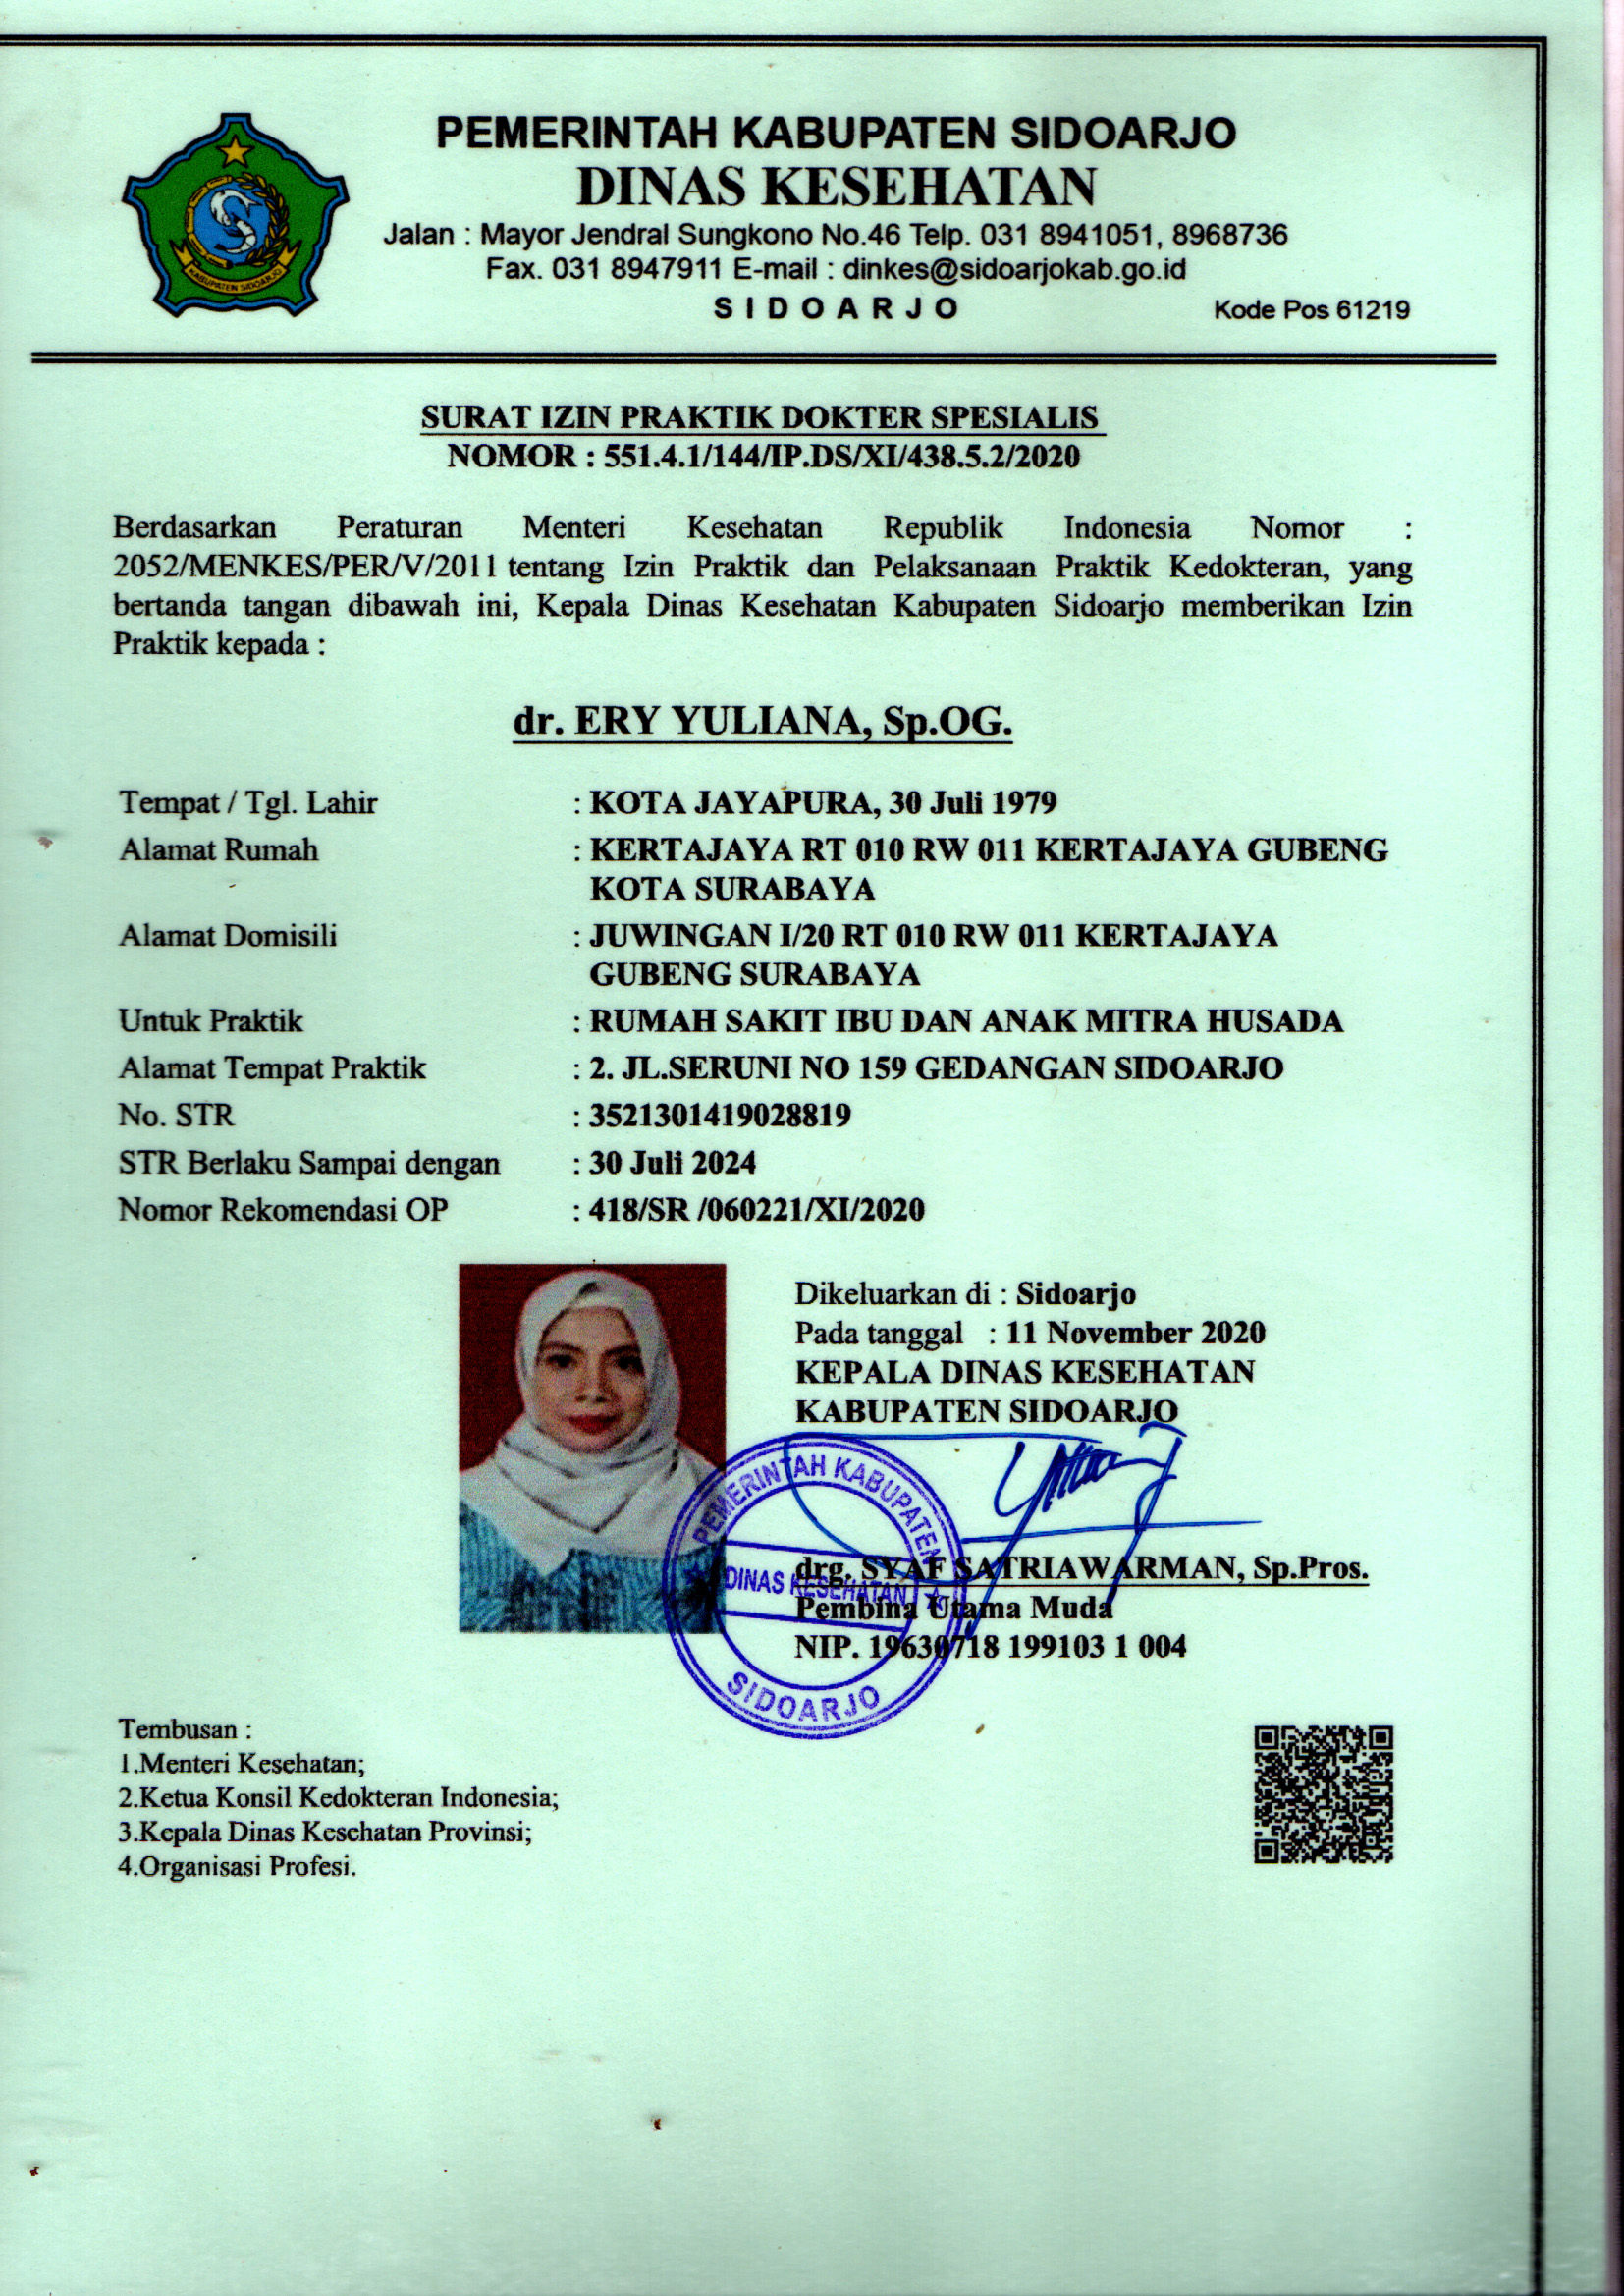 PEMERINTAH KABUPATEN SIDOARJO
DINAS KESEHATAN
Jalan : Mayor Jendral Sungkono No.46 Telp. 031 8941051, 8968736
Fax. 031 8947911 E-mail : dinkes@sidoarjokab.go.id
SIDOARJO Kode Pos 61219
KABUPATEN SIDOARJO
SURAT IZIN PRAKTIK DOKTER SPESIALIS
NOMOR : 551.4.1/144/IP.DS/XI/438.5.2/2020
Berdasarkan Peraturan Menteri Kesehatan Republik Indonesia Nomor :
2052/MENKES/PER/V/2011 tentang Izin Praktik dan Pelaksanaan Praktik Kedokteran, yang
bertanda tangan dibawah ini, Kepala Dinas Kesehatan Kabupaten Sidoarjo memberikan Izin
Praktik kepada :
dr. ERY YULIANA, Sp.OG.
Tempat / Tgl. Lahir : KOTA JAYAPURA, 30 Juli 1979
Alamat Rumah : KERTAJAYA RT 010 RW 011 KERTAJAYA GUBENG
KOTA SURABAYA
Alamat Domisili : JUWINGAN I/20 RT 010 RW 011 KERTAJAYA
GUBENG SURABAYA
Untuk Praktik : RUMAH SAKIT IBU DAN ANAK MITRA HUSADA
Alamat Tempat Praktik : 2. JL.SERUNI NO 159 GEDANGAN SIDOARJO
No. STR : 3521301419028819
STR Berlaku Sampai dengan : 30 Juli 2024
Nomor Rekomendasi OP : 418/SR /060221/XI/2020
Dikeluarkan di : Sidoarjo
Pada tanggal : 11 November 2020
KEPALA DINAS KESEHATAN
KABUPATEN SIDOARJO
PEMERINTAH KABUPATEN
DINAS KESEHATAN
SIDOARJO
drg. SYAF SATRIAWARMAN, Sp.Pros.
Pembina Utama Muda
NIP. 19630718 199103 1 004
Tembusan :
1.Menteri Kesehatan;
2.Ketua Konsil Kedokteran Indonesia;
3.Kepala Dinas Kesehatan Provinsi;
4.Organisasi Profesi.